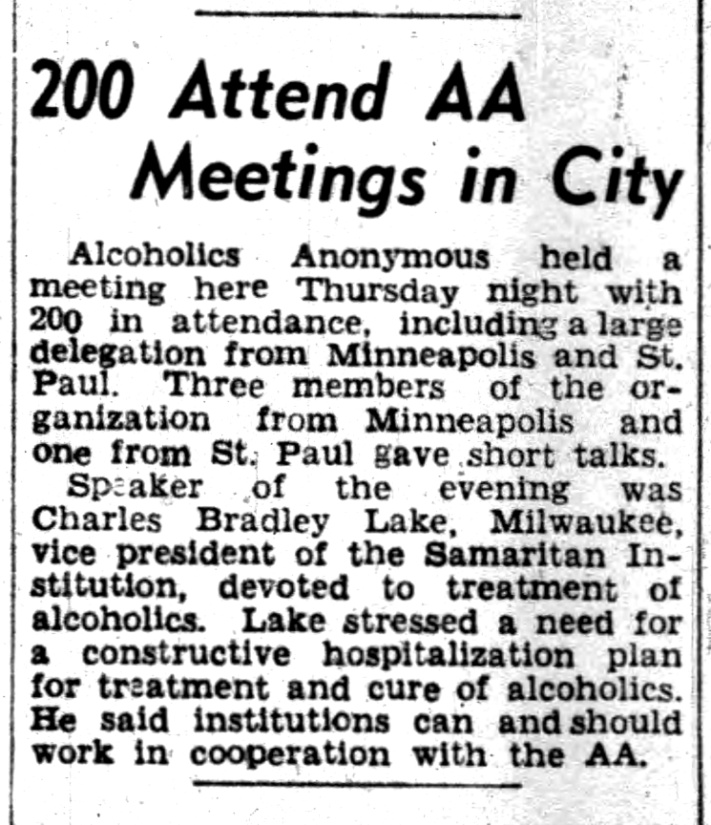 200 Attend AA
Meetings in City
Alcoholics Anonymous held a
meeting here Thursday night with
200 in attendance, including a large
delegation from Minneapolis and St.
Paul. Three members of the or-
ganization from Minneapolis and
one from St. Paul gave short talks.
Speaker of the evening was
Charles Bradley Lake, Milwaukee,
vice president of the Samaritan In-
stitution, devoted to treatment of
alcoholics. Lake stressed a need for
a constructive hospitalization plan
for treatment and cure of alcoholics.
He said institutions can and should
work in cooperation with the AA.